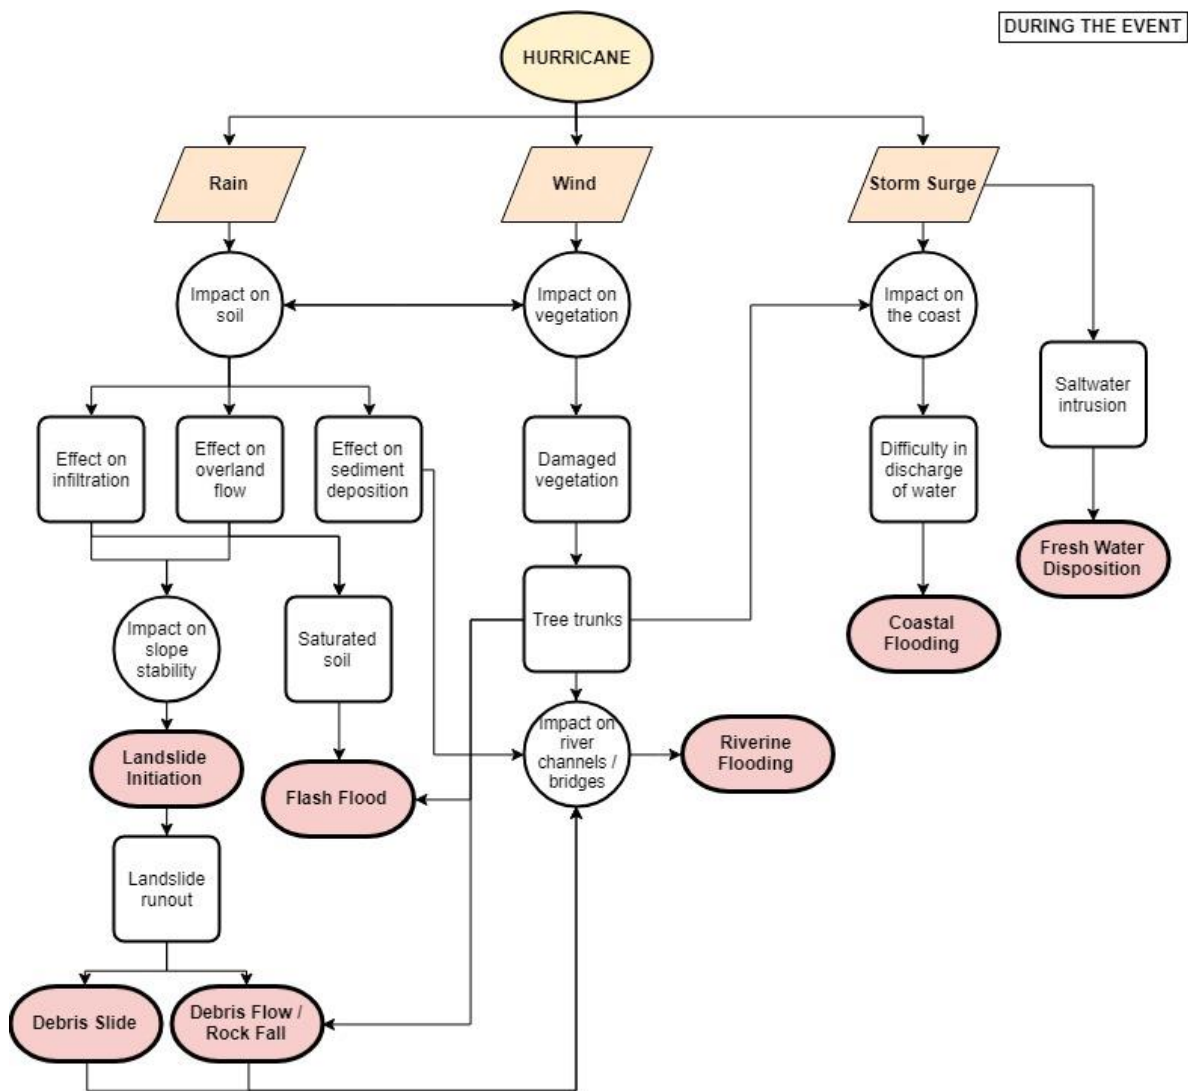 DURING THE EVENT
HURRICANE
Rain
Wind
Storm Surge
Impact on
soil
Impact on
vegetation
Impact on
the coast
Saltwater
intrusion
Effect on
infiltration
Effect on
overland
flow
Effect on
sediment
deposition
Damaged
vegetation
Difficulty in
discharge
of water
Fresh Water
Disposition
Impact on
slope
stability
Saturated
soil
Tree trunks
Coastal
Flooding
Landslide
Initiation
Flash Flood
Impact on
river
channels /
bridges
Riverine
Flooding
Landslide
runout
Debris Slide
Debris Flow /
Rock Fall